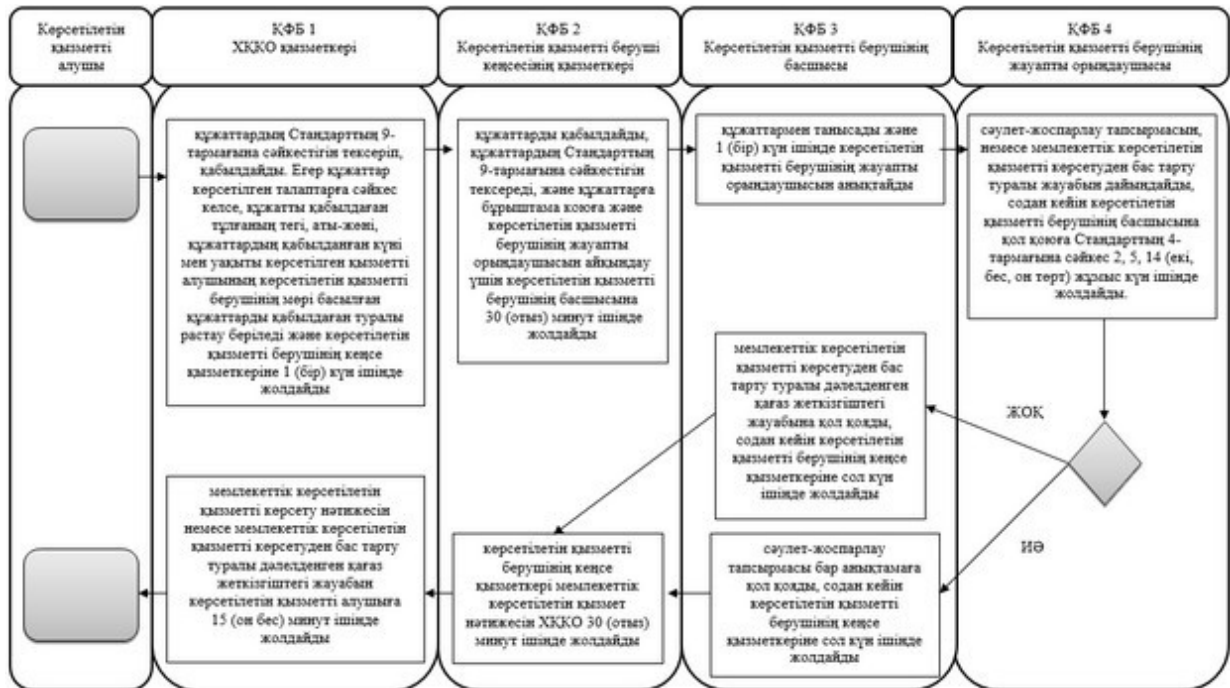 Көрсетілетін
қызметті
алушы
ҚФБ 1
ХҚКО қызметкері
ҚФБ 2
Көрсетілетін қызметті беруші
кеңсесінің қызметкері
ҚФБ 3
Көрсетілетін қызметті берушінің
басшысы
ҚФБ 4
Көрсетілетін қызметті берушінің
жауапты орындаушысы
құжаттардың Стандарттың 9-
тармағына сәйкестігін тексеріп,
қабылдайды. Егер құжаттар
көрсетілген талаптарға сәйкес
келсе, құжатты қабылдаған
тұлғаның тегі, аты-жөні,
құжаттардың қабылданған күні
мен уақыты көрсетілген қызметті
алушының көрсетілетін қызметті
берушінің мөрі басылған
құжаттарды қабылдаған туралы
растау беріледі және көрсетілетін
қызметті берушінің кеңсе
қызметкеріне 1 (бір) күн ішінде
жолдайды
құжаттарды қабылдайды,
құжаттардың Стандарттың
9-тармағына сәйкестігін
тексереді, және құжаттарға
бұрыштама қоюға және
көрсетілетін қызметті
берушінің жауапты
орындаушысын айқындау
үшін көрсетілетін қызметті
берушінің басшысына
30 (отыз) минут ішінде
жолдайды
құжаттармен танысады және
1 (бір) күн ішінде көрсетілетін
қызметті берушінің жауапты
орындаушысын анықтайды
сәулет-жоспарлау тапсырмасын,
немесе мемлекеттік көрсетілетін
қызметті көрсетуден бас тарту
туралы жауабын дайындайды,
содан кейін көрсетілетін
қызметті берушінің басшысына
қол қоюға Стандарттың 4-
тармағына сәйкес 2, 5, 14 (екі,
бес, он төрт) жұмыс күн ішінде
жолдайды.
мемлекеттік көрсетілетін
қызметті көрсетуден бас
тарту туралы дәлелденген
қағаз жеткізгіштегі
жауабына қол қояды,
содан кейін көрсетілетін
қызметті берушінің кеңсе
қызметкеріне сол күн
ішінде жолдайды
ЖОҚ
ИӘ
мемлекеттік көрсетілетін
қызметті көрсету нәтижесін
немесе мемлекеттік көрсетілетін
қызметті көрсетуден бас тарту
туралы дәлелденген қағаз
жеткізгіштегі жауабын
көрсетілетін қызметті алушыға
15 (он бес) минут ішінде
жолдайды
көрсетілетін қызметті
берушінің кеңсе
қызметкері мемлекеттік
көрсетілетін қызмет
нәтижесін ХҚКО 30 (отыз)
минут ішінде жолдайды
сәулет-жоспарлау
тапсырмасы бар анықтамаға
қол қояды, содан кейін
көрсетілетін қызметті
берушінің кеңсе
қызметкеріне сол күн ішінде
жолдайды